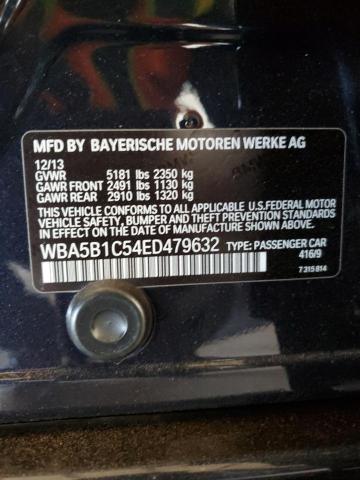 MFD BY BAYERISCHE MOTOREN WERKE AG
12/13
GVWR 5181 lbs 2350 kg
GAWR FRONT 2491 lbs 1130 kg
GAWR REAR 2910 lbs 1320 kg
THIS VEHICLE CONFORMS TO ALL APPLICABLE U.S.FEDERAL MOTOR
VEHICLE SAFETY, BUMPER, AND THEFT PREVENTION STANDARDS
IN EFFECT ON THE DATE OF MANUFACTURE SHOWN ABOVE.
WBA5B1C54ED479632 TYPE: PASSENGER CAR
416/9
7 315 814